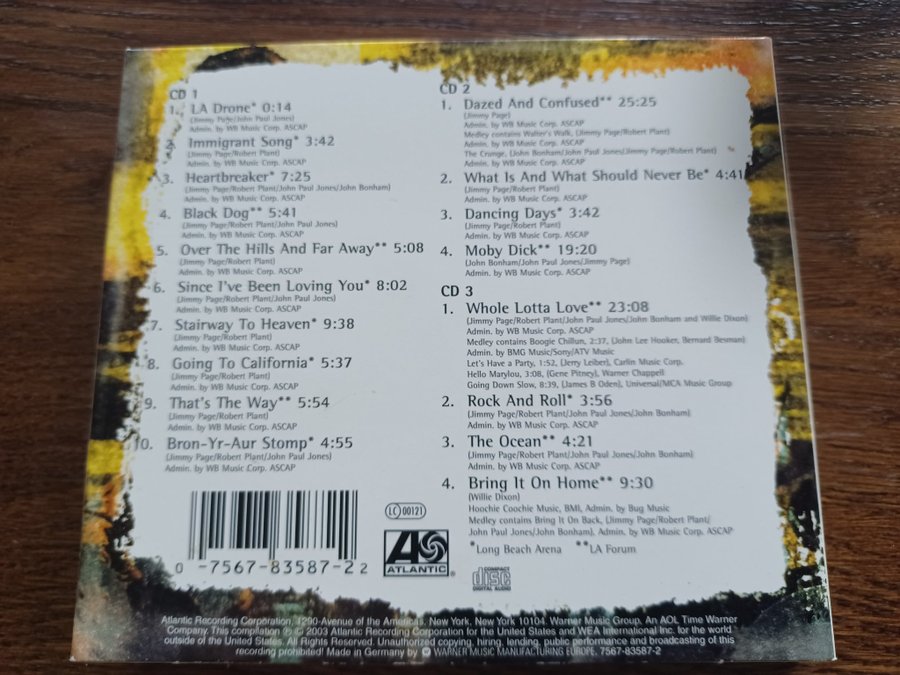 CD 1
1. LA Drone* 0:14
(Jimmy Page/John Paul Jones)
Admin. by WB Music Corp. ASCAP
2. Immigrant Song* 3:42
(Jimmy Page/Robert Plant)
Admin. by WB Music Corp. ASCAP
3. Heartbreaker* 7:25
(Jimmy Page/Robert Plant/John Paul Jones/John Bonham)
Admin. by WB Music Corp. ASCAP
4. Black Dog** 5:41
(Jimmy Page/Robert Plant/John Paul Jones)
Admin. by WB Music Corp. ASCAP
5. Over The Hills And Far Away** 5:08
(Jimmy Page/Robert Plant)
Admin. by WB Music Corp. ASCAP
6. Since I've Been Loving You* 8:02
(Jimmy Page/Robert Plant/John Paul Jones)
Admin. by WB Music Corp. ASCAP
7. Stairway To Heaven* 9:38
(Jimmy Page/Robert Plant)
Admin. by WB Music Corp. ASCAP
8. Going To California* 5:37
(Jimmy Page/Robert Plant)
Admin. by WB Music Corp. ASCAP
9. That's The Way** 5:54
(Jimmy Page/Robert Plant)
Admin. by WB Music Corp. ASCAP
10. Bron-Yr-Aur Stomp* 4:55
(Jimmy Page/Robert Plant/John Paul Jones)
Admin. by WB Music Corp. ASCAP
CD 2
1. Dazed And Confused** 25:25
(Jimmy Page)
Admin. by WB Music Corp. ASCAP
Medley contains Walter's Walk, (Jimmy Page/Robert Plant)
Admin. by WB Music Corp. ASCAP
The Crunge, (John Bonham/John Paul Jones/Jimmy Page/Robert Plant)
Admin. by WB Music Corp. ASCAP
2. What Is And What Should Never Be* 4:41
(Jimmy Page/Robert Plant)
Admin. by WB Music Corp. ASCAP
3. Dancing Days* 3:42
(Jimmy Page/Robert Plant)
Admin. by WB Music Corp. ASCAP
4. Moby Dick** 19:20
(John Bonham/John Paul Jones/Jimmy Page)
Admin. by WB Music Corp. ASCAP
CD 3
1. Whole Lotta Love** 23:08
(Jimmy Page/Robert Plant/John Paul Jones/John Bonham and Willie Dixon)
Admin. by WB Music Corp. ASCAP
Medley contains Boogie Chillun, 2:37, (John Lee Hooker, Bernard Besman)
Admin. by BMG Music/Sony/ATV Music
Let's Have a Party, 1:52, (Jerry Leiber), Carlin Music Corp.
Hello Marylou, 3:08, (Gene Pitney), Warner Chappell
Going Down Slow, 8:39, (James B Oden), Universal/MCA Music Group
2. Rock And Roll* 3:56
(Jimmy Page/Robert Plant/John Paul Jones/John Bonham)
Admin. by WB Music Corp. ASCAP
3. The Ocean** 4:21
(Jimmy Page/Robert Plant/John Paul Jones/John Bonham)
Admin. by WB Music Corp. ASCAP
4. Bring It On Home** 9:30
(Willie Dixon)
Hoochie Coochie Music, BMI, Admin. by Bug Music
Medley contains Bring It On Back, (Jimmy Page/Robert Plant/
John Paul Jones/John Bonham), Admin. by WB Music Corp. ASCAP
*Long Beach Arena **LA Forum
LC 00121
ATLANTIC
COMPACT
disc
DIGITAL AUDIO
0 -7567-83587-2 2
Atlantic Recording Corporation, 1290-Avenue of the Americas, New York, New York 10104. Warner Music Group. An AOL Time Warner
Company. This compilation ℗ © 2003 Atlantic Recording Corporation for the United States and WEA International Inc. for the world
outside of the United States. All Rights Reserved. Unauthorized copying, hiring, lending, public performance and broadcasting of this
recording prohibited! Made in Germany by WARNER MUSIC MANUFACTURING EUROPE. 7567-83587-2